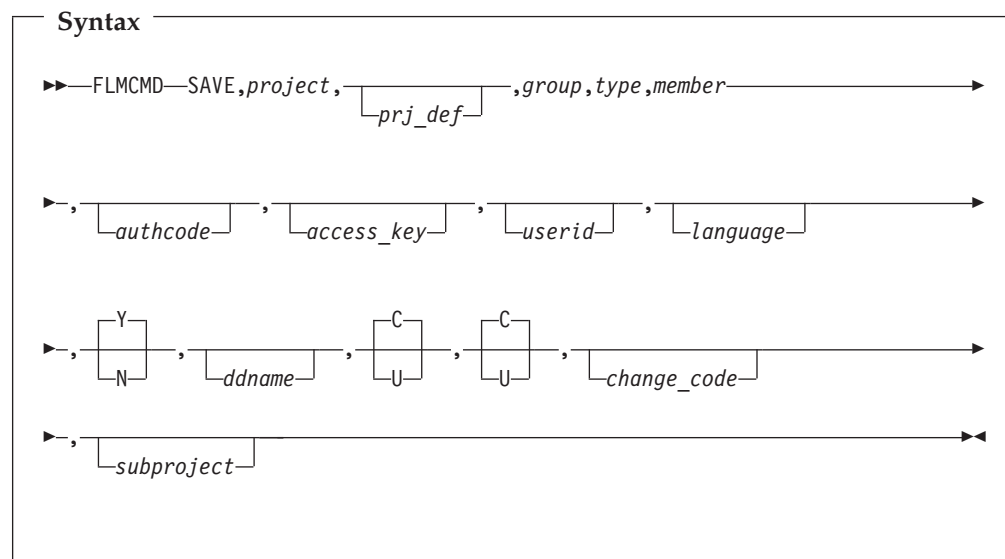 Syntax
FLMCMD SAVE,project, ,group,type,member
prj_def
, , , ,
authcode access_key userid language
Y C C
, , , , ,
N ddname U U change_code
,
subproject